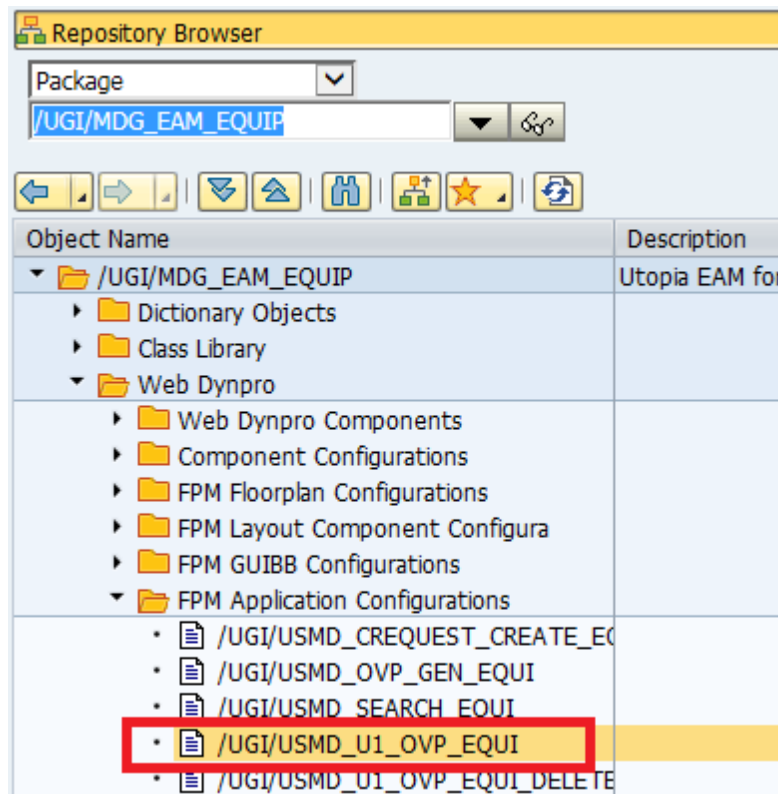 Repository Browser
Package
/UGI/MDG_EAM_EQUIP
Object Name Description
/UGI/MDG_EAM_EQUIP Utopia EAM for
Dictionary Objects
Class Library
Web Dynpro
Web Dynpro Components
Component Configurations
FPM Floorplan Configurations
FPM Layout Component Configura
FPM GUIBB Configurations
FPM Application Configurations
/UGI/USMD_CREQUEST_CREATE_EQ
/UGI/USMD_OVP_GEN_EQUI
/UGI/USMD_SEARCH_EQUI
/UGI/USMD_U1_OVP_EQUI
/UGI/USMD_U1_OVP_EQUI_DELETE